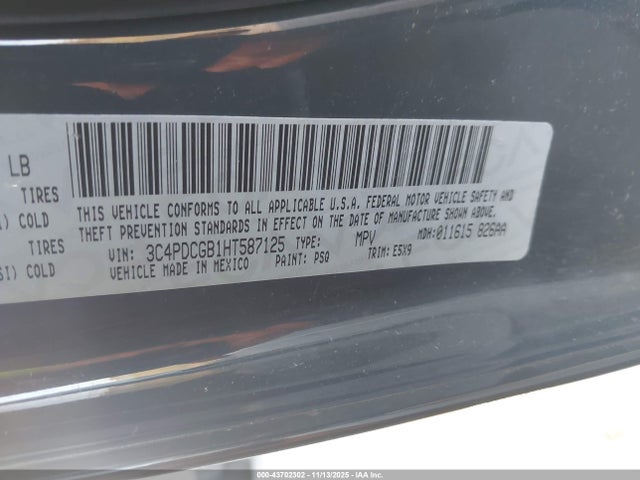 LB
TIRES
COLD
TIRES
SI) COLD
THIS VEHICLE CONFORMS TO ALL APPLICABLE U.S.A. FEDERAL MOTOR VEHICLE SAFETY AND
THEFT PREVENTION STANDARDS IN EFFECT ON THE DATE OF MANUFACTURE SHOWN ABOVE.
VIN: 3C4PDCGB1HT587125 TYPE: MPV MDH: 011615 826AA
VEHICLE MADE IN MEXICO PAINT: PSQ TRIM: E5X9
000-43702302 - 11/13/2025 - IAAI.COM